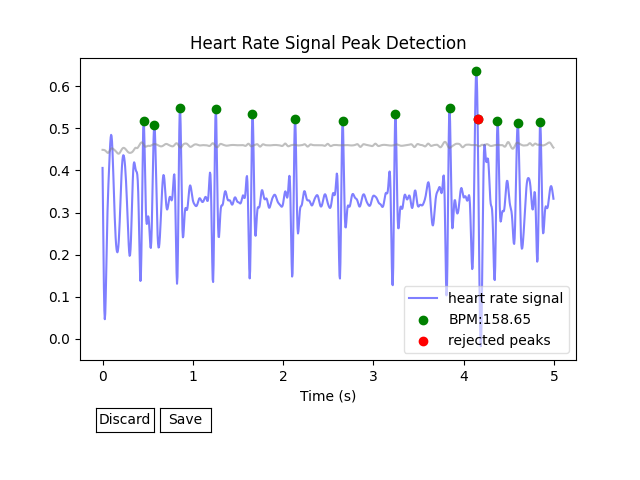 Heart Rate Signal Peak Detection
0.6
0.5
0.4
0.3
0.2
0.1
0.0
heart rate signal
BPM:158.65
rejected peaks
0 1 2 3 4 5
Time (s)
Discard Save